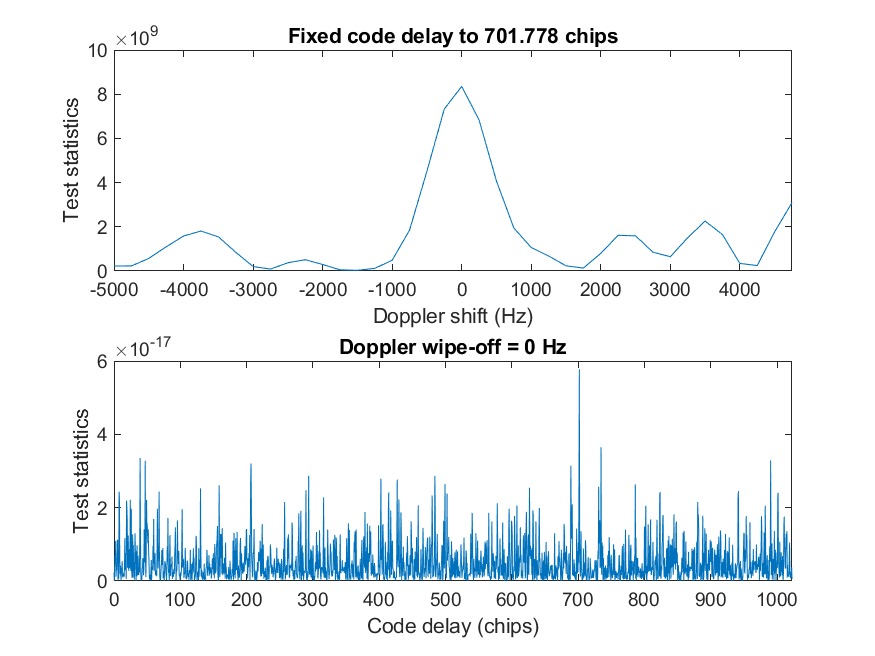 ×10^9
Fixed code delay to 701.778 chips
10
8
6
4
2
0
Test statistics
-5000 -4000 -3000 -2000 -1000 0 1000 2000 3000 4000
Doppler shift (Hz)
×10^-17
Doppler wipe-off = 0 Hz
6
4
2
0
Test statistics
0 100 200 300 400 500 600 700 800 900 1000
Code delay (chips)